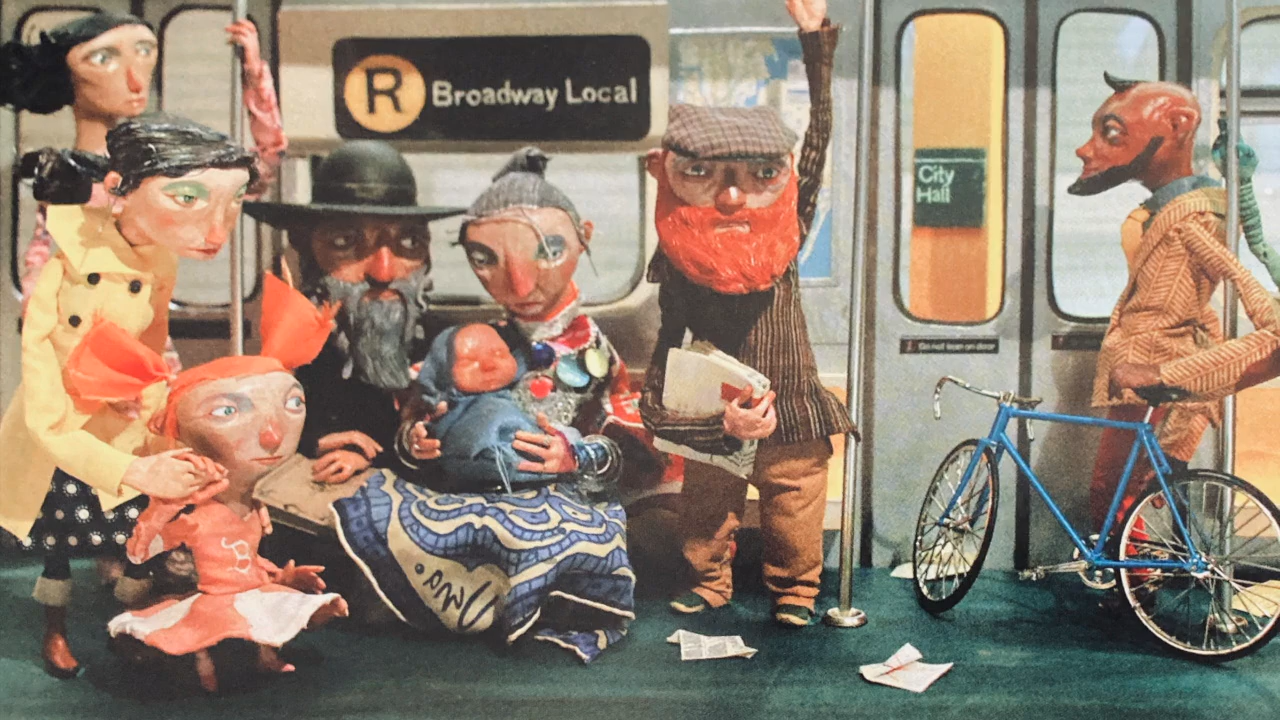 R Broadway Local
City
Hall
Do not lean on door
B